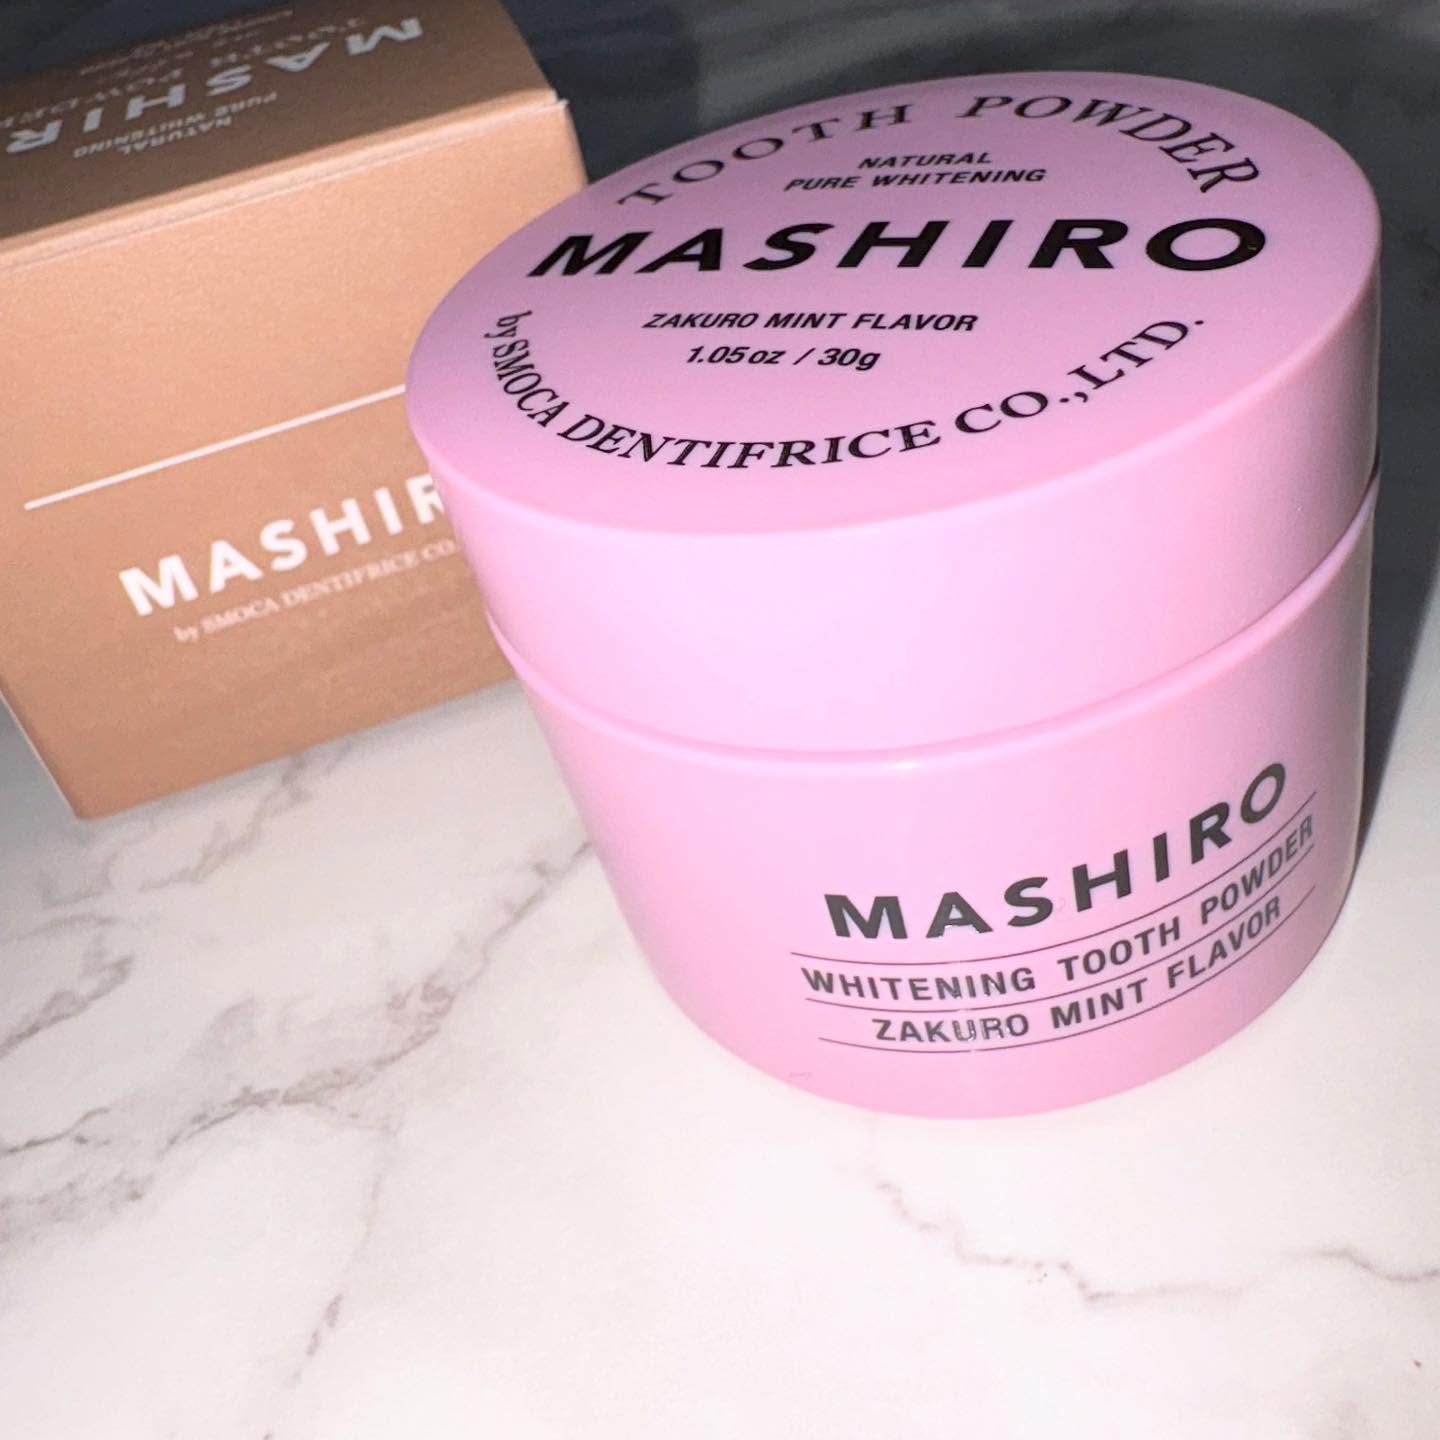 TOOTH POWDER
NATURAL
PURE WHITENING
MASHIRO
ZAKURO MINT FLAVOR
1.05oz / 30g
by SMOCA DENTIFRICE CO.,LTD.
MASHIRO
WHITENING TOOTH POWDER
ZAKURO MINT FLAVOR
NATURAL
PURE WHITENING
MASHIR
by SMOCA DENTIFRICE CO.